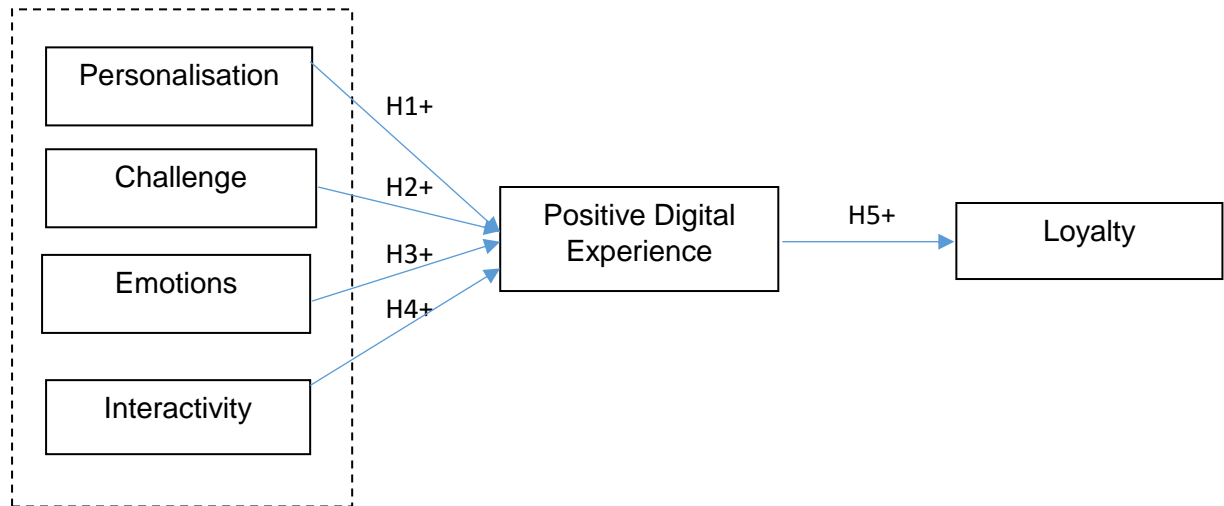 Personalisation
H1+
Challenge
H2+
Emotions
H3+
Interactivity
H4+
Positive Digital
Experience
H5+
Loyalty